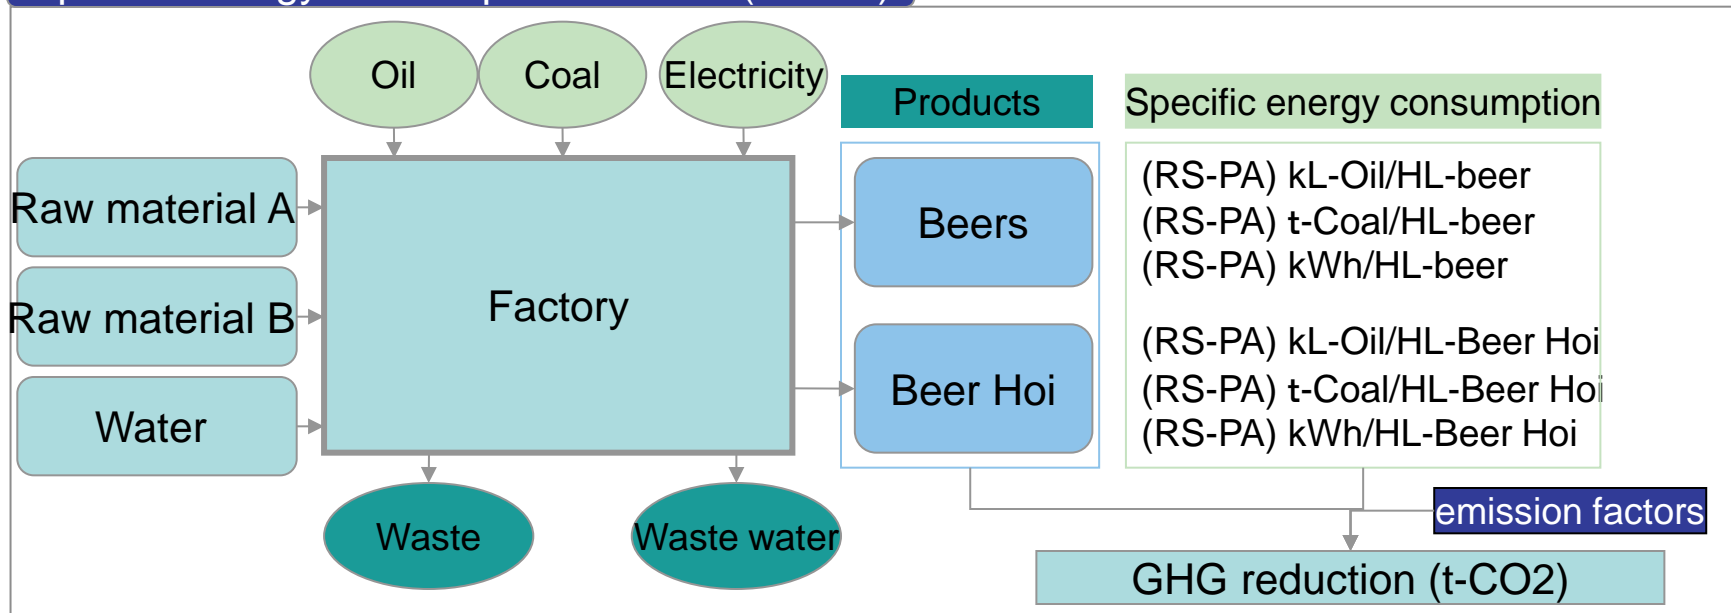 Oil
Coal
Electricity
Products
Specific energy consumption
Raw material A
Raw material B
Water
Factory
Beers
Beer Hoi
(RS-PA) kL-Oil/HL-beer
(RS-PA) t-Coal/HL-beer
(RS-PA) kWh/HL-beer
(RS-PA) kL-Oil/HL-Beer Hoi
(RS-PA) t-Coal/HL-Beer Hoi
(RS-PA) kWh/HL-Beer Hoi
Waste
Waste water
emission factors
GHG reduction (t-CO2)